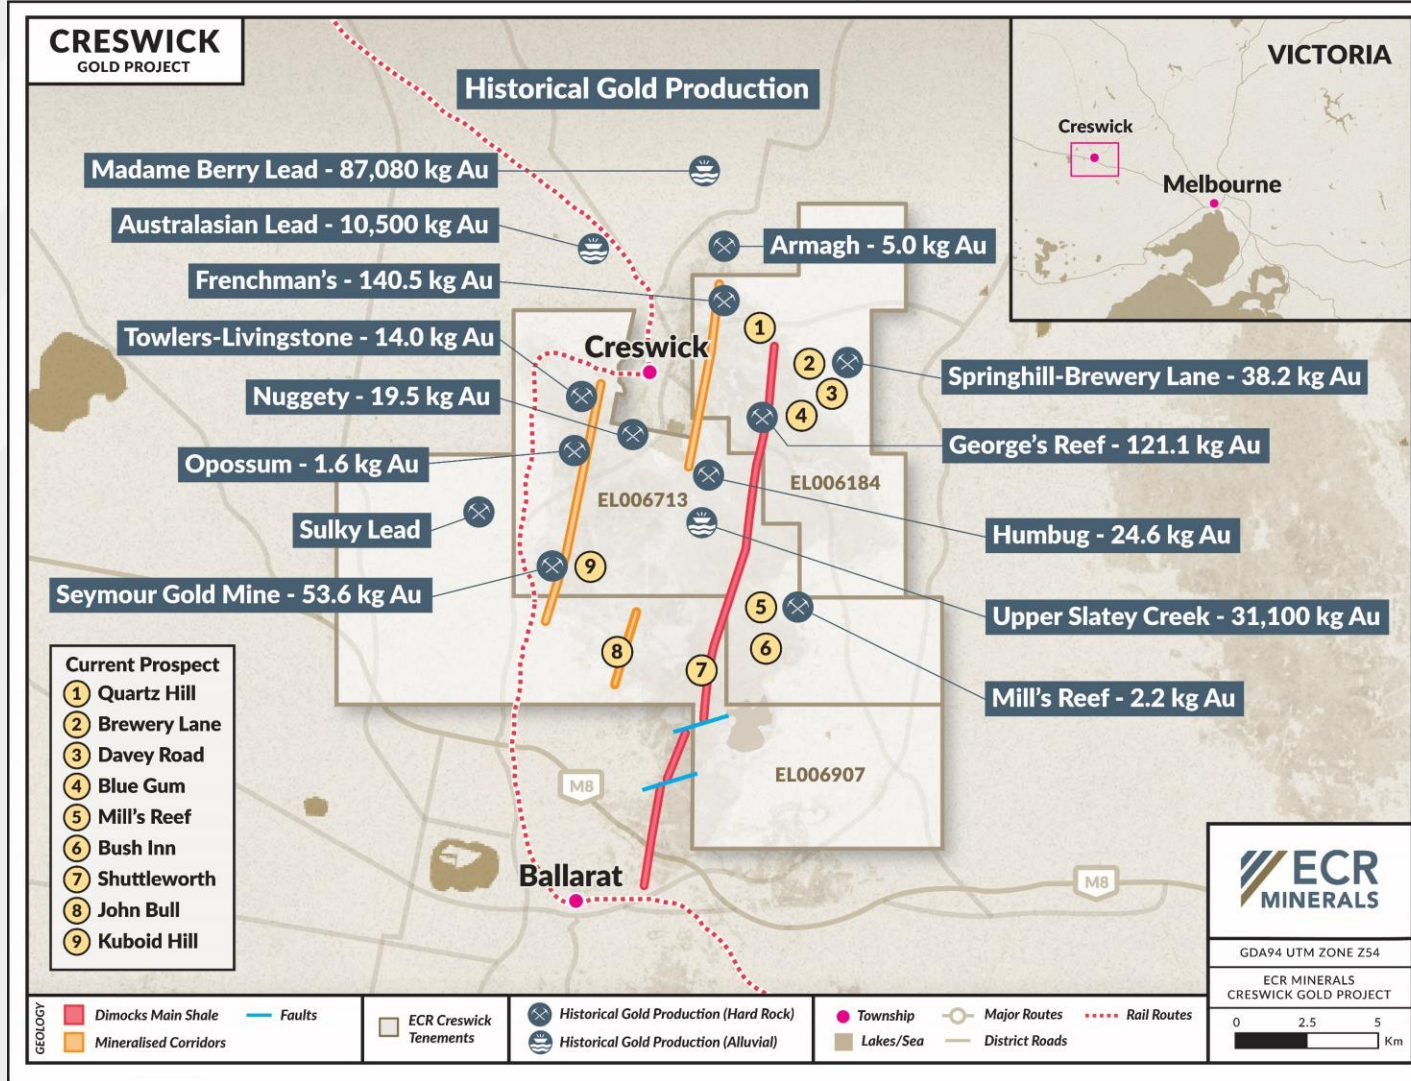 CRESWICK
GOLD PROJECT
Historical Gold Production
VICTORIA
Creswick
Melbourne
Madame Berry Lead - 87,080 kg Au
Australasian Lead - 10,500 kg Au
Armagh - 5.0 kg Au
Frenchman's - 140.5 kg Au
Towlers-Livingstone - 14.0 kg Au
Creswick
1
2
3
4
Springhill-Brewery Lane - 38.2 kg Au
Nuggety - 19.5 kg Au
George's Reef - 121.1 kg Au
Opossum - 1.6 kg Au
EL006713
EL006184
Sulky Lead
Humbug - 24.6 kg Au
Seymour Gold Mine - 53.6 kg Au
9
5
Upper Slatey Creek - 31,100 kg Au
8
7
6
Mill's Reef - 2.2 kg Au
Current Prospect
1 Quartz Hill
2 Brewery Lane
3 Davey Road
4 Blue Gum
5 Mill's Reef
6 Bush Inn
7 Shuttleworth
8 John Bull
9 Kuboid Hill
M8
EL006907
Ballarat
M8
ECR
MINERALS
GDA94 UTM ZONE Z54
ECR MINERALS
CRESWICK GOLD PROJECT
0 2.5 5
Km
GEOLOGY
Dimocks Main Shale
Faults
Mineralised Corridors
ECR Creswick
Tenements
Historical Gold Production (Hard Rock)
Historical Gold Production (Alluvial)
Township
Major Routes
Rail Routes
Lakes/Sea
District Roads